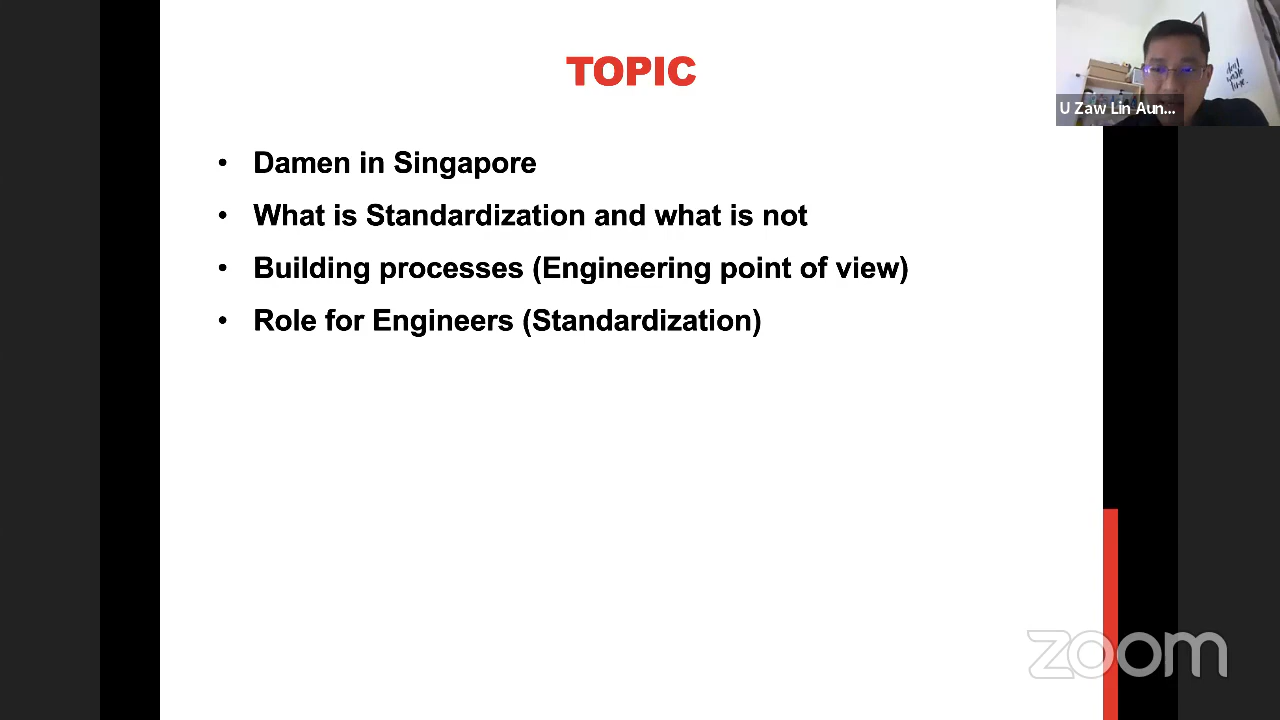 TOPIC
U Zaw Lin Aun...
• Damen in Singapore
• What is Standardization and what is not
• Building processes (Engineering point of view)
• Role for Engineers (Standardization)
zoom